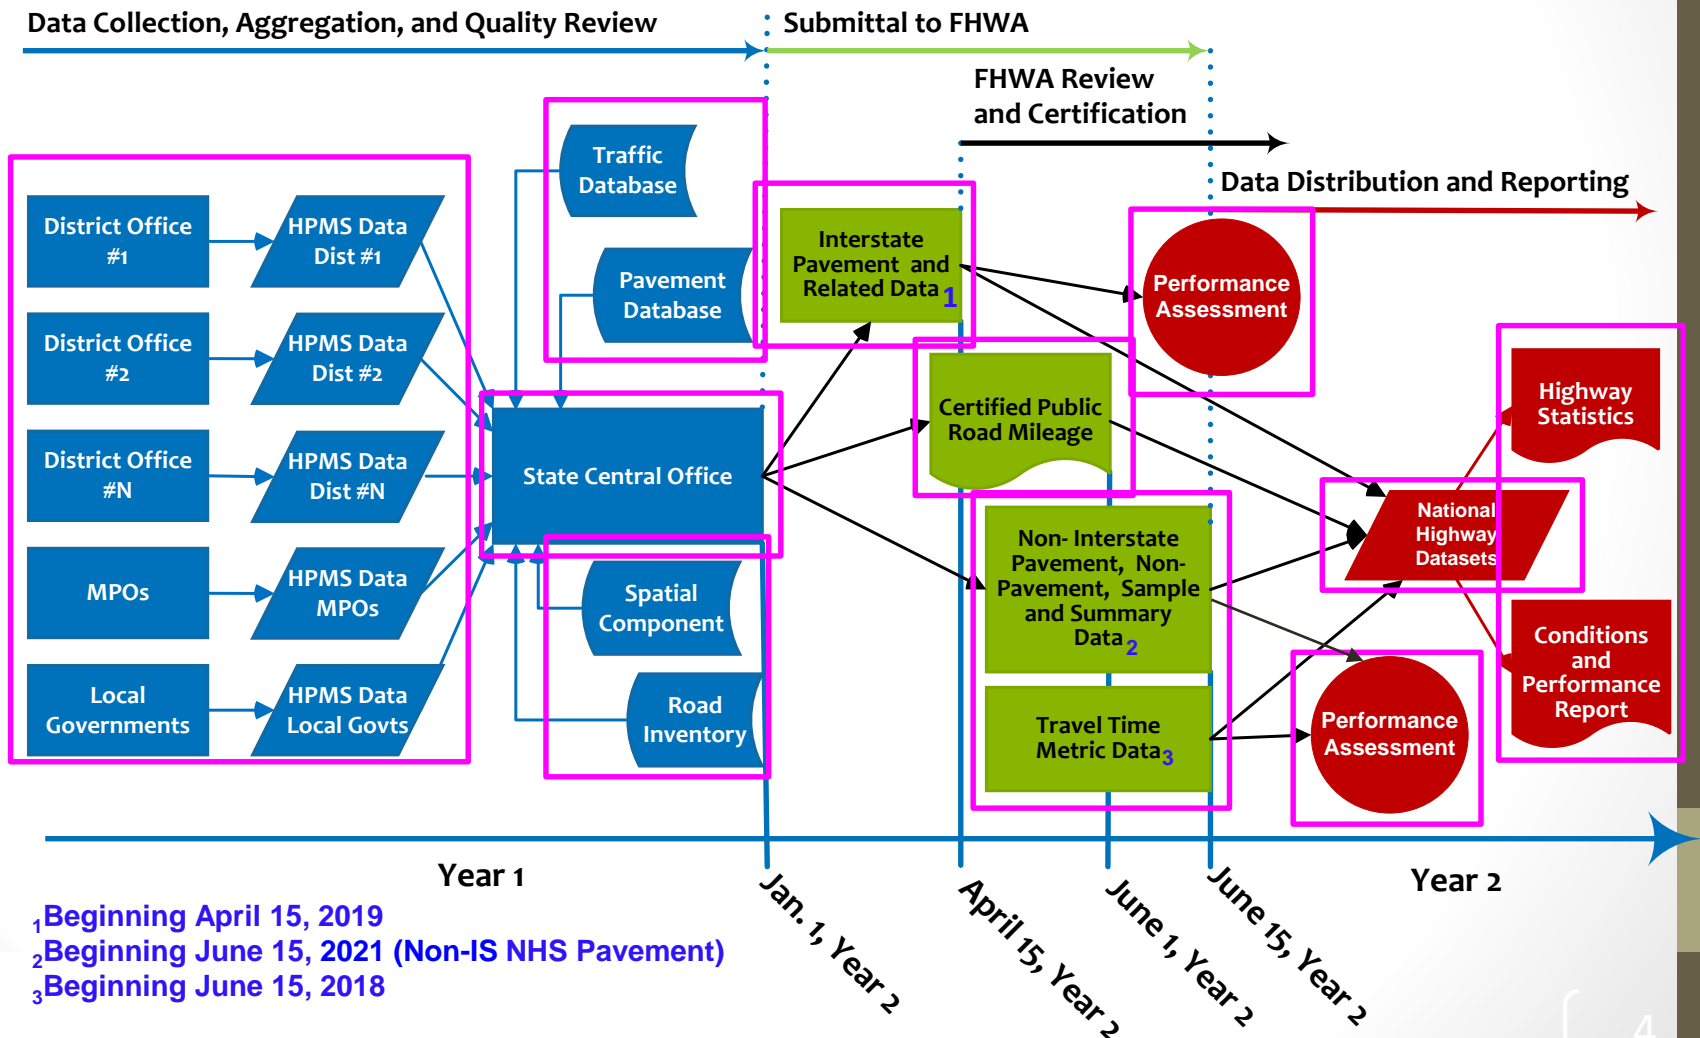 Data Collection, Aggregation, and Quality Review
Submittal to FHWA
FHWA Review
and Certification
Data Distribution and Reporting
District Office
#1
HPMS Data
Dist #1
District Office
#2
HPMS Data
Dist #2
District Office
#N
HPMS Data
Dist #N
MPOs
HPMS Data
MPOs
Local
Governments
HPMS Data
Local Govts
Traffic
Database
Pavement
Database
State Central Office
Spatial
Component
Road
Inventory
Interstate
Pavement and
Related Data 1
Certified Public
Road Mileage
Non- Interstate
Pavement, Non-
Pavement, Sample
and Summary
Data 2
Travel Time
Metric Data 3
Performance
Assessment
National
Highway
Datasets
Performance
Assessment
Highway
Statistics
Conditions
and
Performance
Report
Year 1
Jan. 1, Year 2
April 15, Year 2
June 1, Year 2
June 15, Year 2
Year 2
1Beginning April 15, 2019
2Beginning June 15, 2021 (Non-IS NHS Pavement)
3Beginning June 15, 2018
4